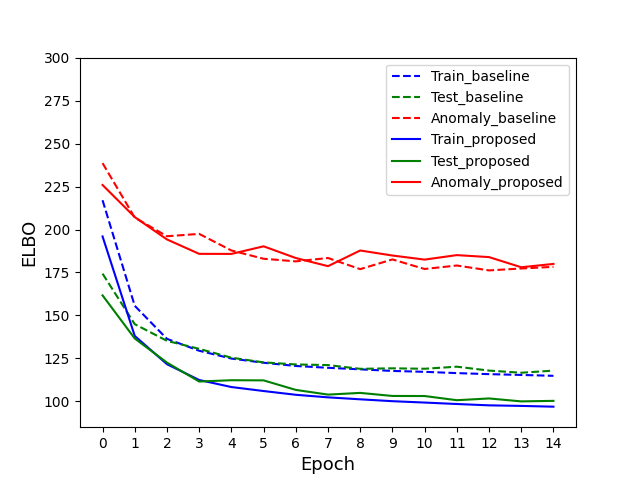 300
275
250
225
200
175
150
125
100
ELBO
Train_baseline
Test_baseline
Anomaly_baseline
Train_proposed
Test_proposed
Anomaly_proposed
0 1 2 3 4 5 6 7 8 9 10 11 12 13 14
Epoch